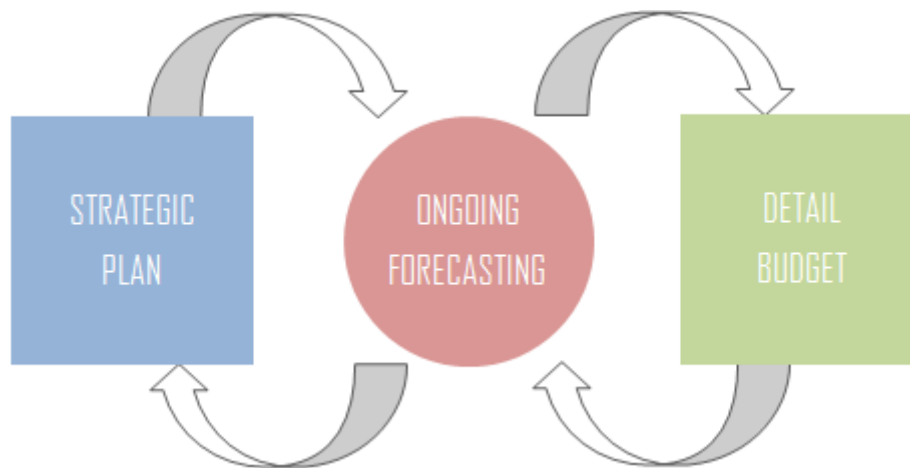 STRATEGIC
PLAN
ONGOING
FORECASTING
DETAIL
BUDGET